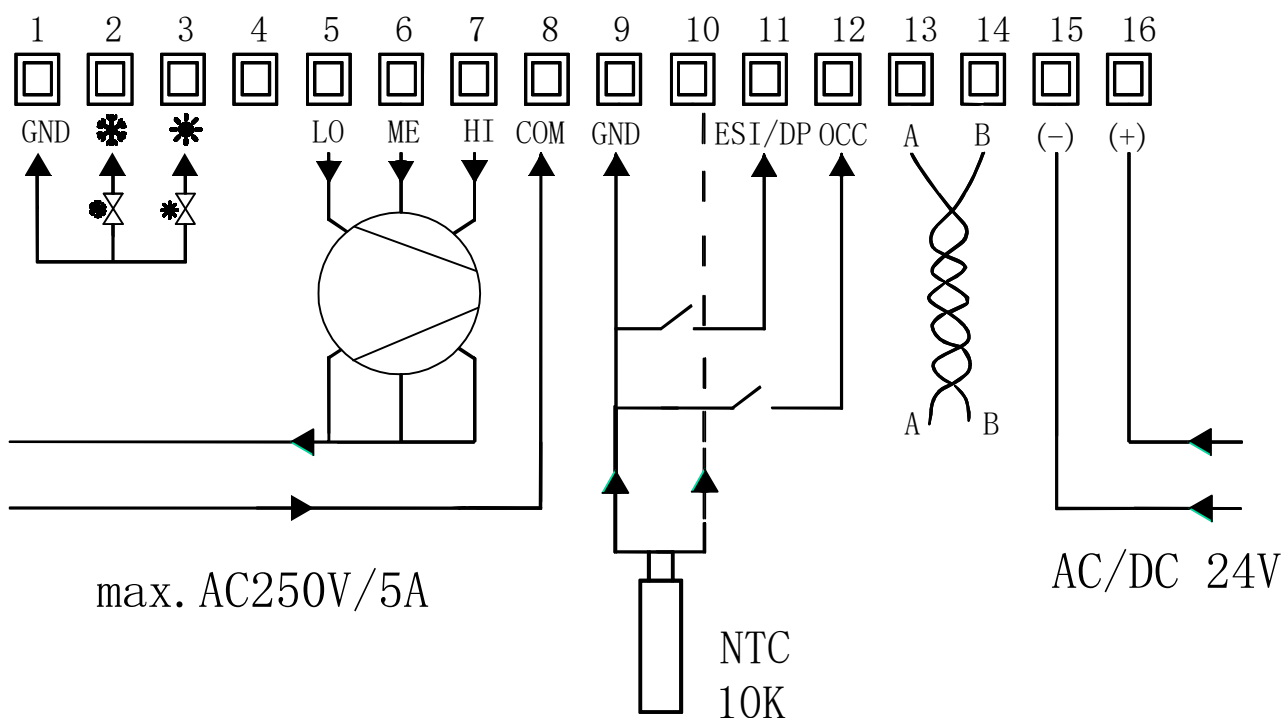 1 2 3 4 5 6 7 8 9 10 11 12 13 14 15 16
GND LO ME HI COM GND ESI/DP OCC A B (-) (+)
A B
max. AC250V/5A
AC/DC 24V
NTC
10K